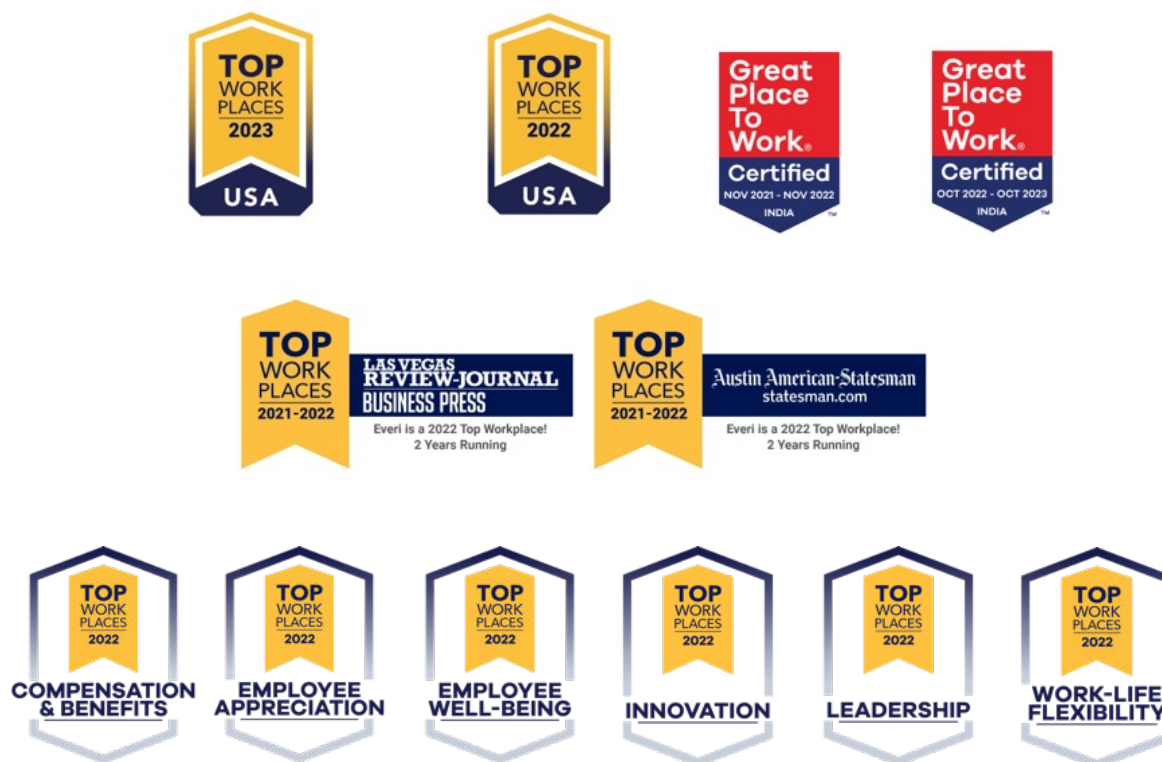 TOP
WORK
PLACES
2023
USA
TOP
WORK
PLACES
2022
USA
Great
Place
To
Work®
Certified
NOV 2021 - NOV 2022
INDIA
TM
Great
Place
To
Work®
Certified
OCT 2022 - OCT 2023
INDIA
TM
TOP
WORK
PLACES
2021-2022
LAS VEGAS
REVIEW-JOURNAL
BUSINESS PRESS
Everi is a 2022 Top Workplace!
2 Years Running
TOP
WORK
PLACES
2021-2022
Austin American-Statesman
statesman.com
Everi is a 2022 Top Workplace!
2 Years Running
TOP
WORK
PLACES
2022
COMPENSATION
& BENEFITS
TOP
WORK
PLACES
2022
EMPLOYEE
APPRECIATION
TOP
WORK
PLACES
2022
EMPLOYEE
WELL-BEING
TOP
WORK
PLACES
2022
INNOVATION
TOP
WORK
PLACES
2022
LEADERSHIP
TOP
WORK
PLACES
2022
WORK-LIFE
FLEXIBILITY